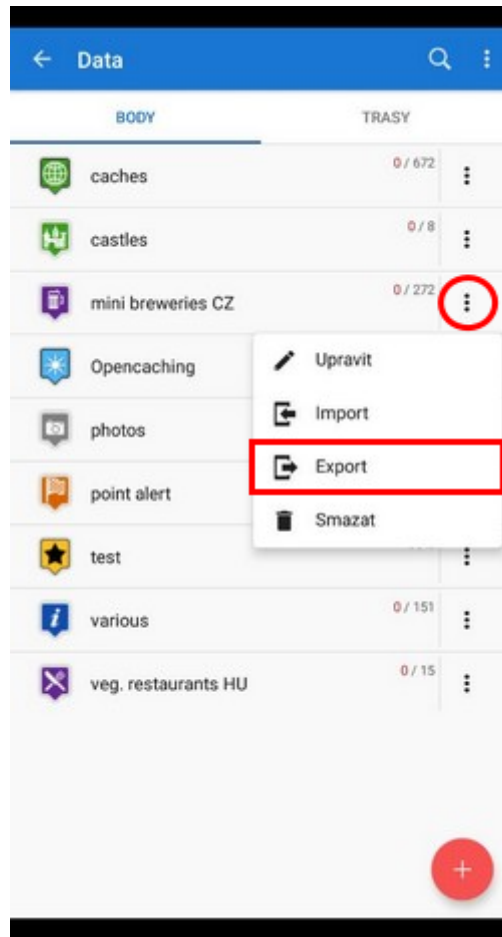 Data
BODY
TRASY
caches
0 / 672
castles
0 / 8
mini breweries CZ
0 / 272
Opencaching
Upravit
photos
Import
Export
point alert
Smazat
test
various
0 / 151
veg. restaurants HU
0 / 15